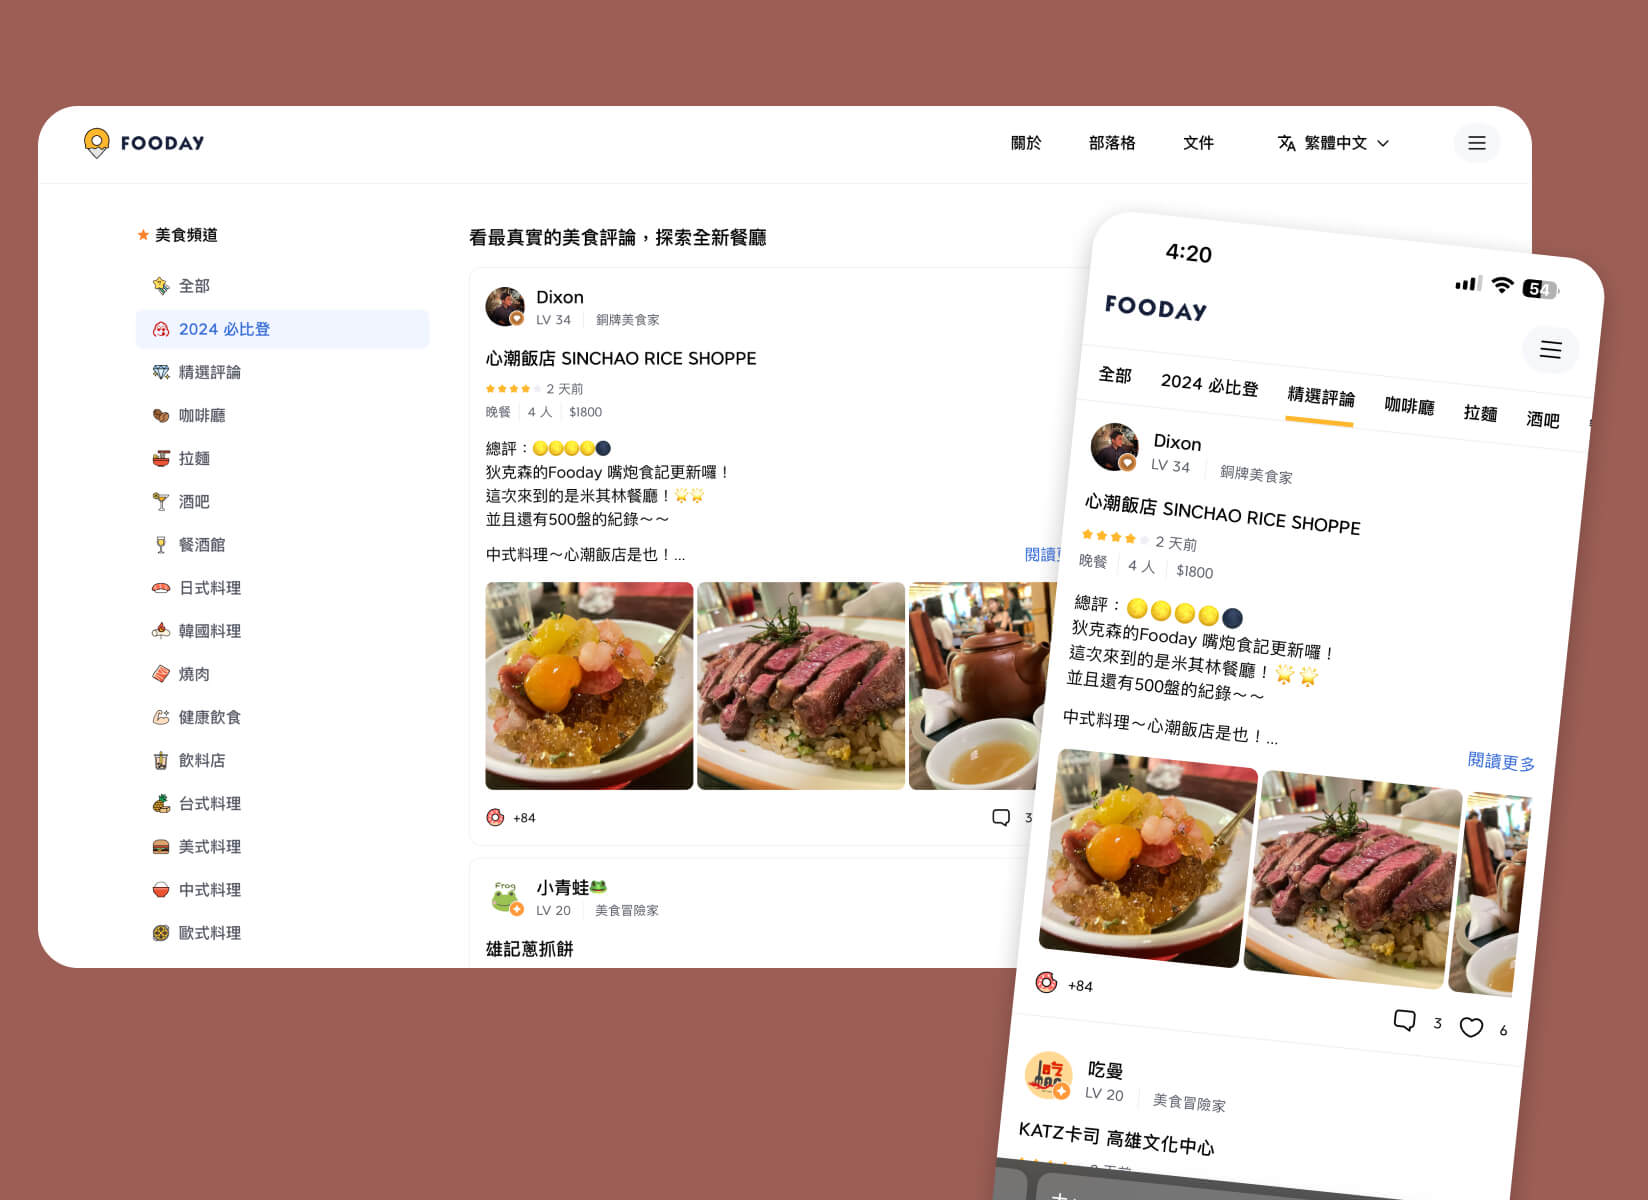 FOODAY
關於
部落格
文件
繁體中文
美食頻道
全部
2024 必比登
精選評論
咖啡廳
拉麵
酒吧
餐酒館
日式料理
韓國料理
燒肉
健康飲食
飲料店
台式料理
美式料理
中式料理
歐式料理
看最真實的美食評論，探索全新餐廳
Dixon
LV 34 銅牌美食家
心潮飯店 SINCHAO RICE SHOPPE
2 天前
晚餐 4 人 $1800
總評：🌕🌕🌕🌕🌑
狄克森的Fooday 嘴炮食記更新囉！
這次來到的是米其林餐廳！🌟🌟
並且還有500盤的紀錄～～
中式料理～心潮飯店是也！...
閱讀
+84
3
Frog
小青蛙🐸
LV 20 美食冒險家
雄記蔥抓餅
4:20
54
FOODAY
全部 2024 必比登 精選評論 咖啡廳 拉麵 酒吧
Dixon
LV 34 銅牌美食家
心潮飯店 SINCHAO RICE SHOPPE
2 天前
晚餐 4 人 $1800
總評：🌕🌕🌕🌕🌑
狄克森的Fooday 嘴炮食記更新囉！
這次來到的是米其林餐廳！🌟🌟
並且還有500盤的紀錄～～
中式料理～心潮飯店是也！...
閱讀更多
+84
3 6
吃曼
LV 20 美食冒險家
KATZ卡司 高雄文化中心